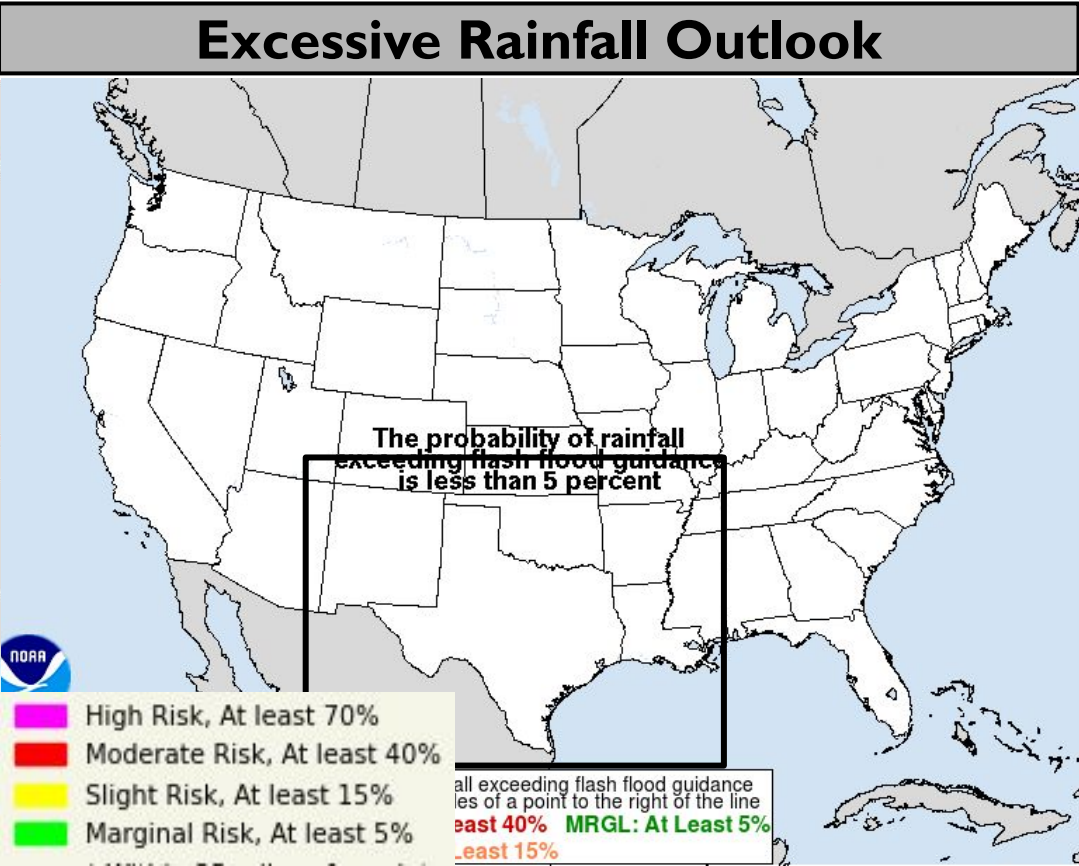 Excessive Rainfall Outlook
The probability of rainfall
exceeding flash flood guidance
is less than 5 percent
NOAA
High Risk, At least 70%
Moderate Risk, At least 40%
Slight Risk, At least 15%
Marginal Risk, At least 5%
all exceeding flash flood guidance
les of a point to the right of the line
east 40% MRGL: At Least 5%
Least 15%